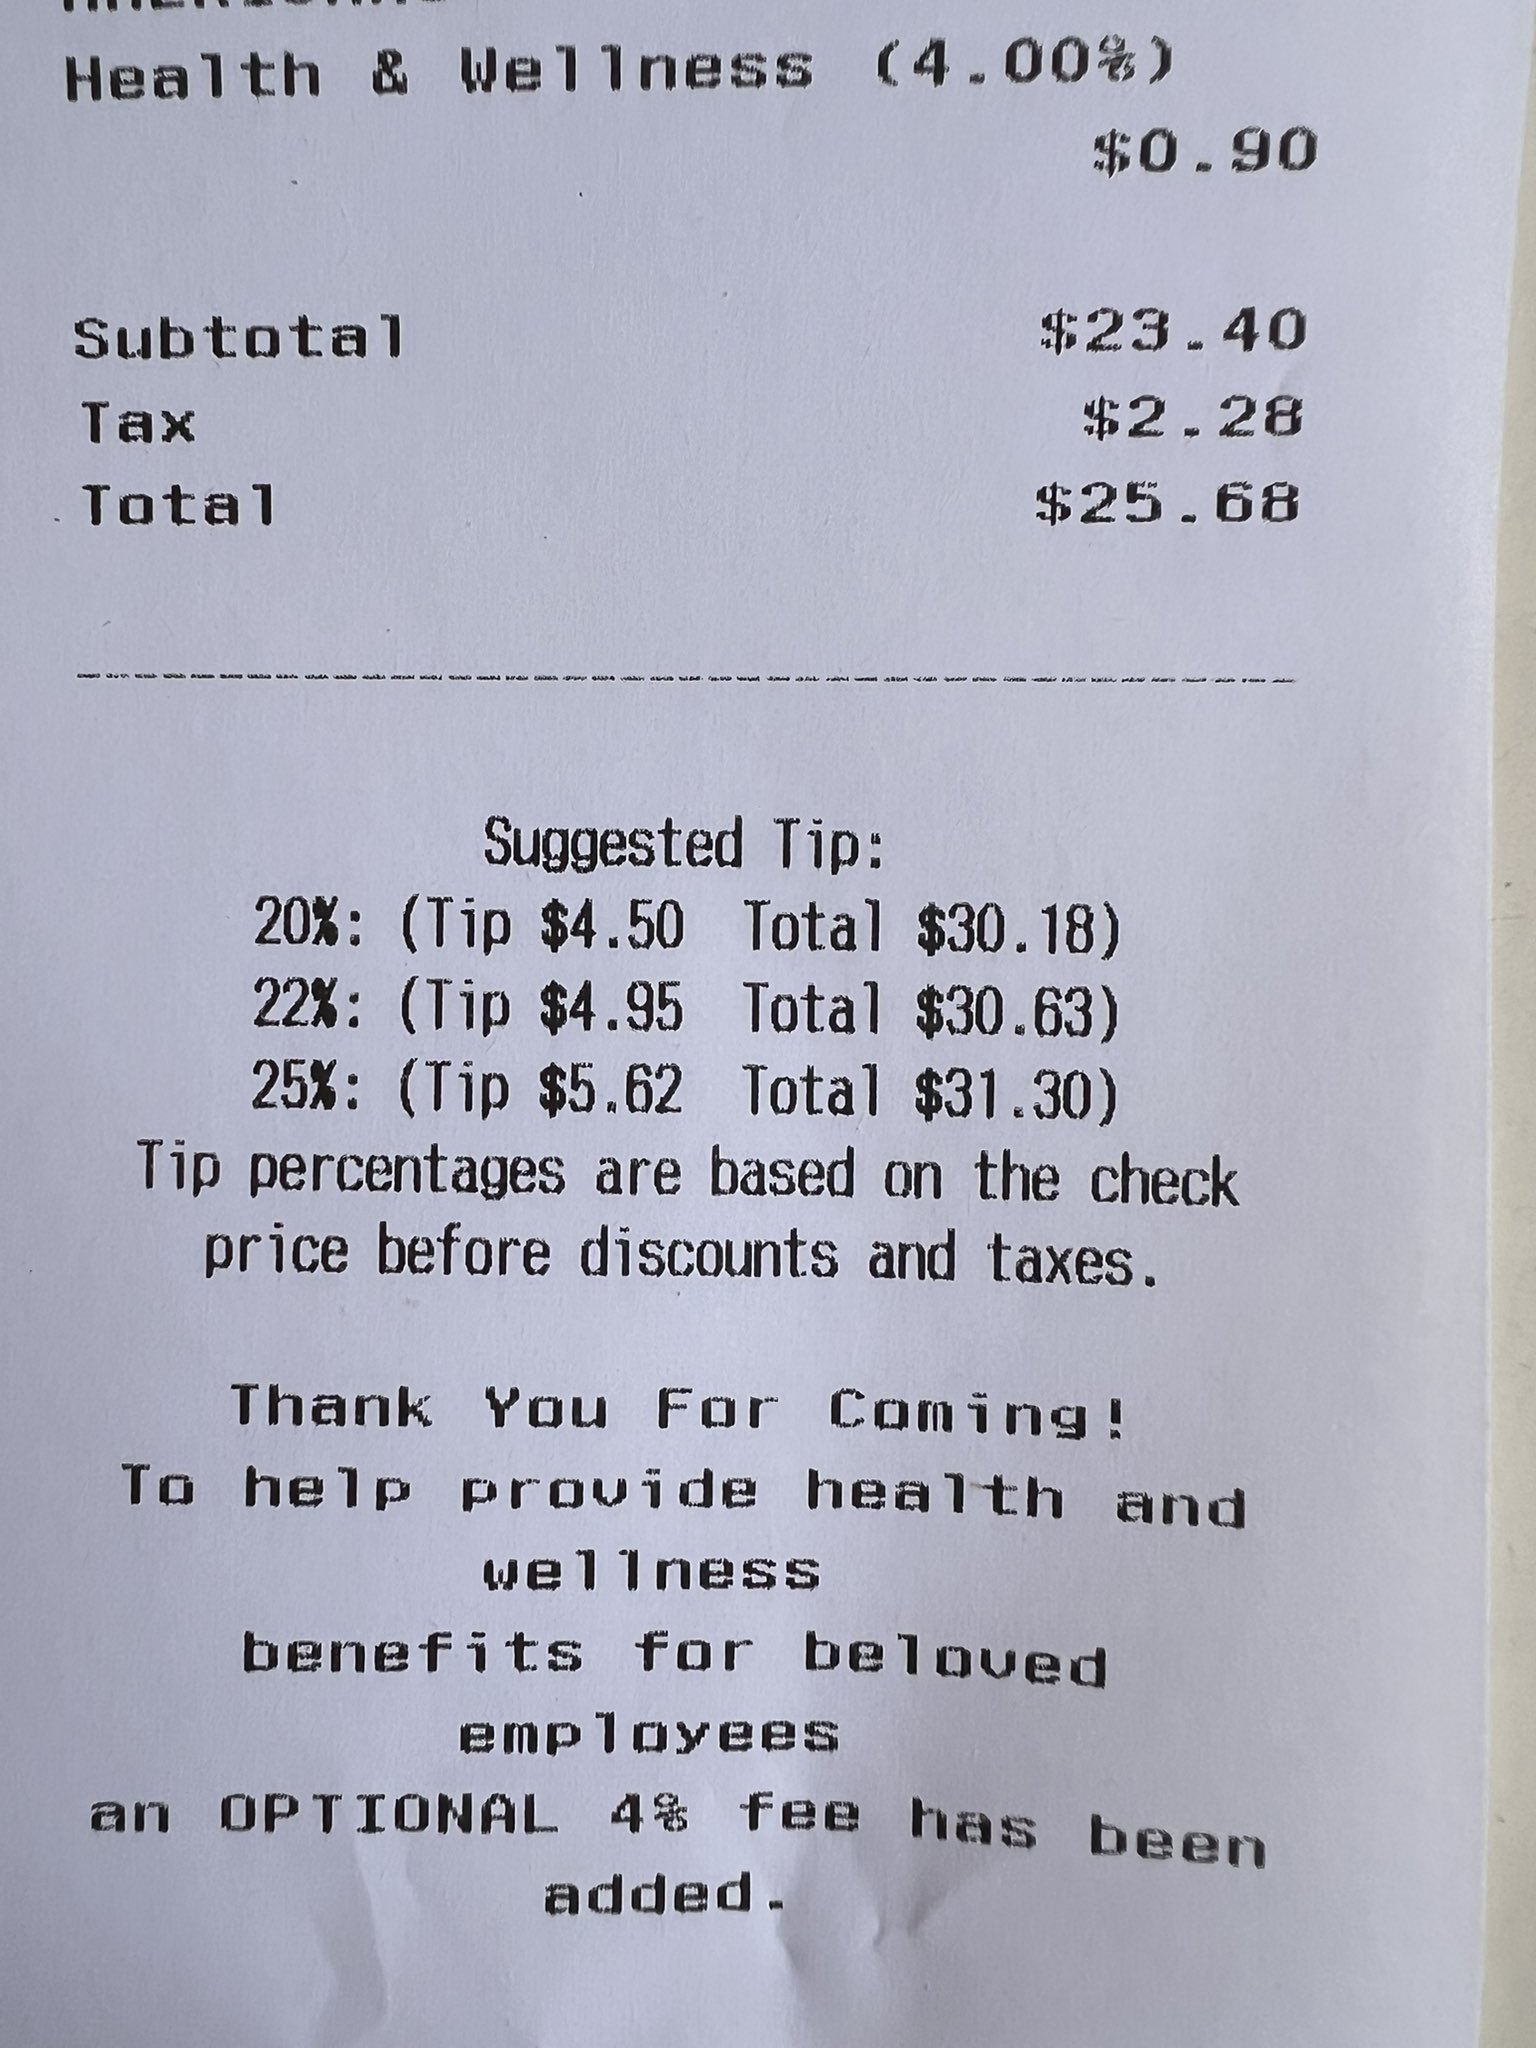 Health & Wellness (4.00%)
$0.90
Subtotal $23.40
Tax $2.28
Total $25.68
Suggested Tip:
20%: (Tip $4.50 Total $30.18)
22%: (Tip $4.95 Total $30.63)
25%: (Tip $5.62 Total $31.30)
Tip percentages are based on the check
price before discounts and taxes.
Thank You For Coming!
To help provide health and
wellness
benefits for beloved
employees
an OPTIONAL 4% fee has been
added.